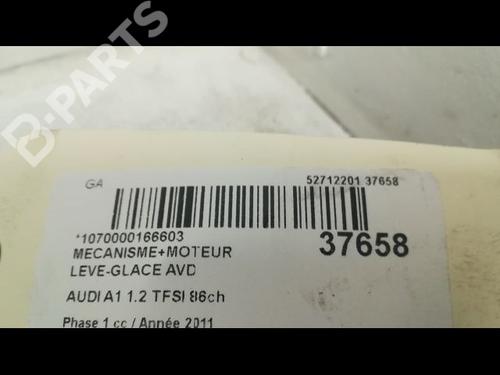 B-PARTS
GA 52712201 37658
*1070000166603 37658
MECANISME+MOTEUR
LEVE-GLACE AVD
AUDI A1 1.2 TFSI 86ch
Phase 1 cc / Année 2011